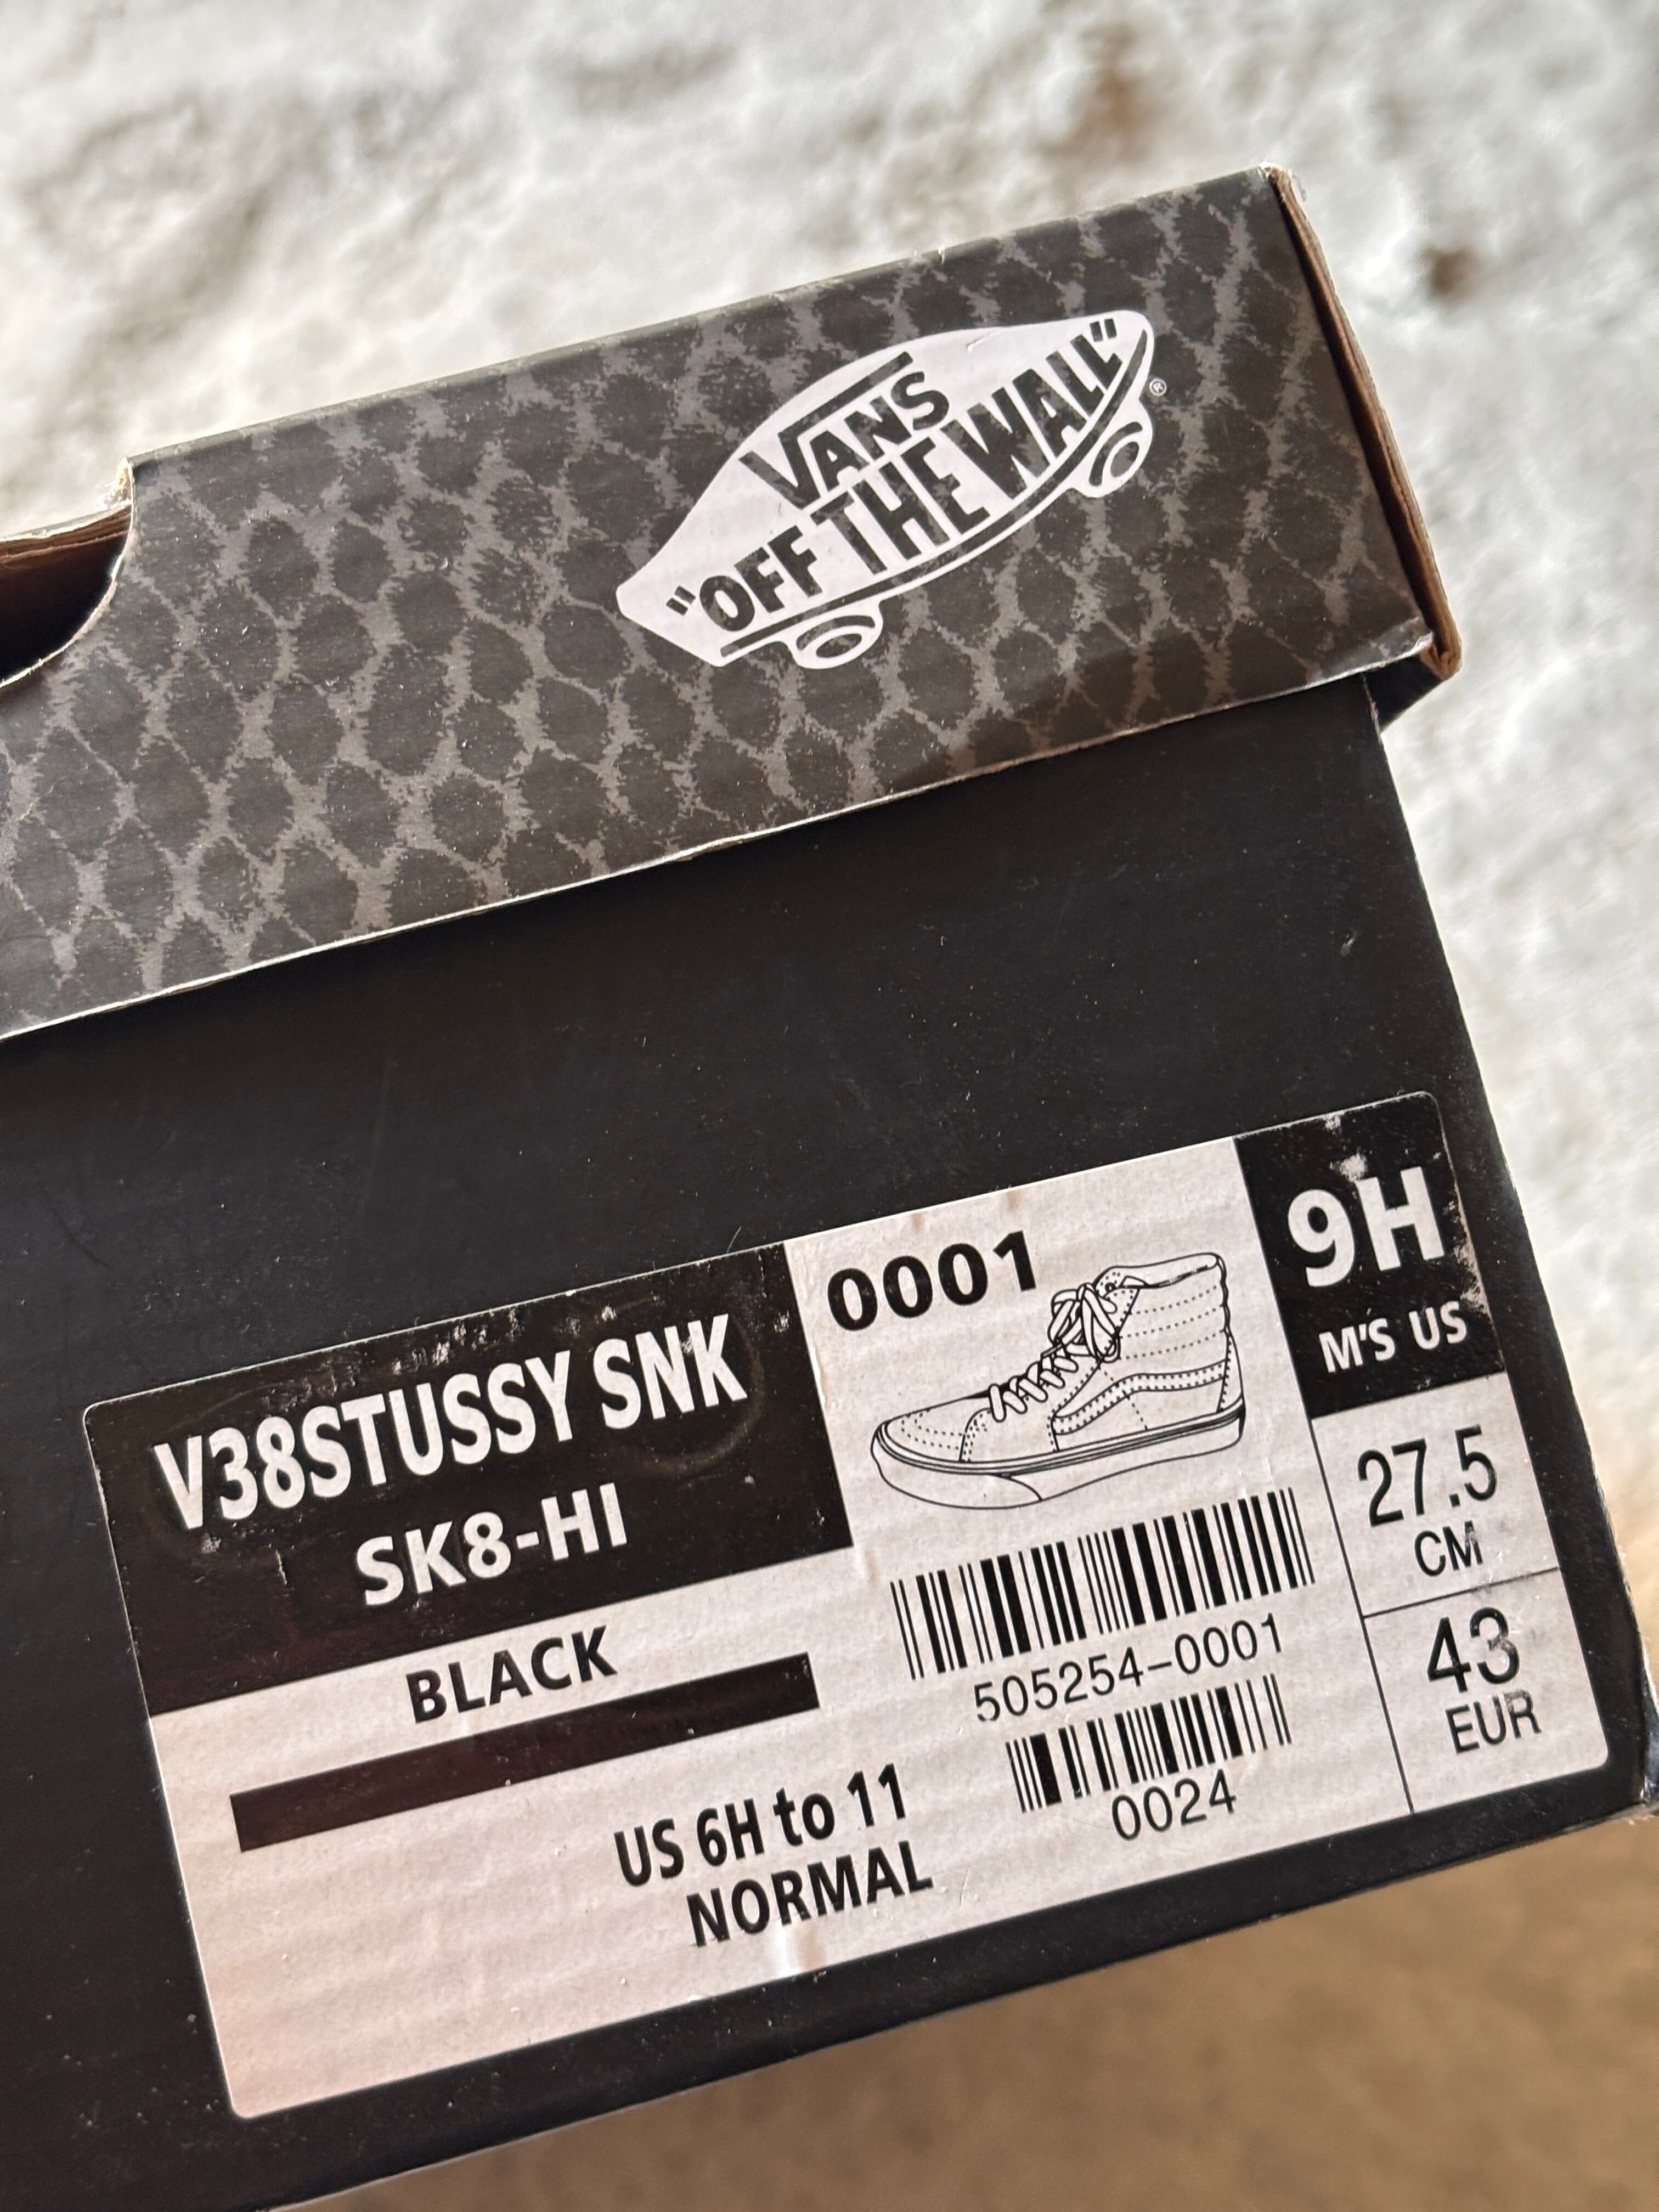 VANS
"OFF THE WALL"
®
V38STUSSY SNK
SK8-HI
BLACK
US 6H to 11
NORMAL
0001
505254-0001
0024
9H
M'S US
27.5
CM
43
EUR